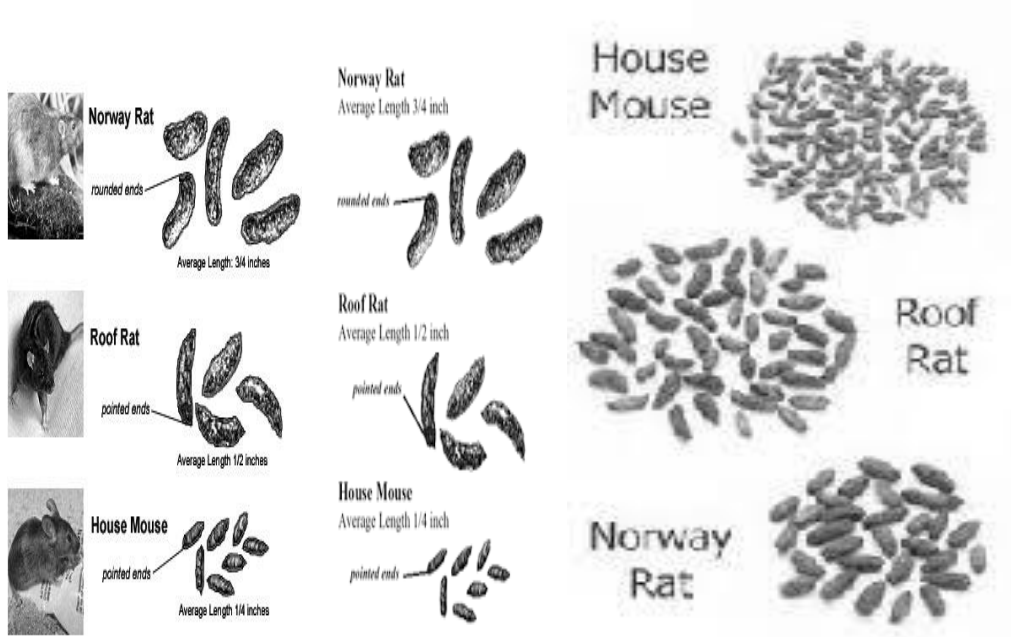 Norway Rat
rounded ends
Average Length: 3/4 inches
Roof Rat
pointed ends
Average Length 1/2 inches
House Mouse
pointed ends
Average Length 1/4 inches
Norway Rat
Average Length 3/4 inch
rounded ends
Roof Rat
Average Length 1/2 inch
pointed ends
House Mouse
Average Length 1/4 inch
pointed ends
House
Mouse
Roof
Rat
Norway
Rat